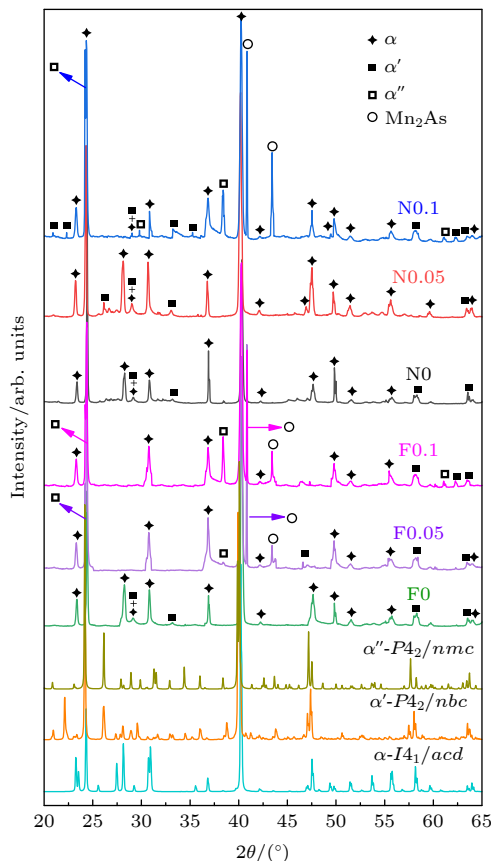 α
α′
α″
Mn₂As
N0.1
N0.05
N0
F0.1
F0.05
F0
α″-P4₂/nmc
α′-P4₂/nbc
α-I4₁/acd
+
+
+
+
Intensity/arb. units
20 25 30 35 40 45 50 55 60 65
2θ/(°)